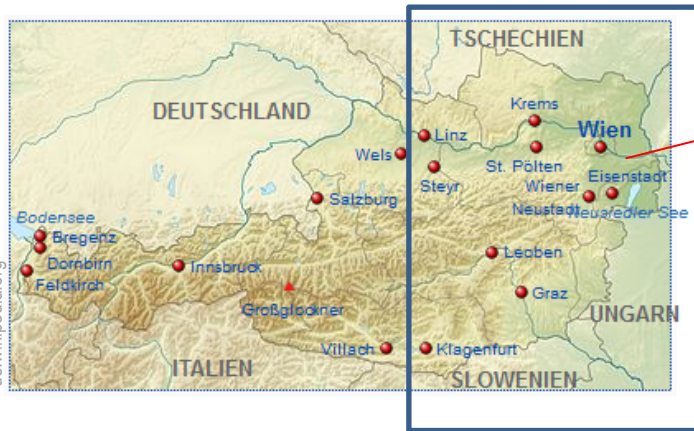 TSCHECHIEN
DEUTSCHLAND
Krems
Wien
Linz
Wels
St. Pölten
Steyr
Eisenstadt
Wiener
Neustadt
Salzburg
Neusiedler See
Bodensee
Bregenz
Dornbirn
Feldkirch
Innsbruck
Leoben
Großglockner
Graz
UNGARN
Villach
Klagenfurt
ITALIEN
SLOWENIEN